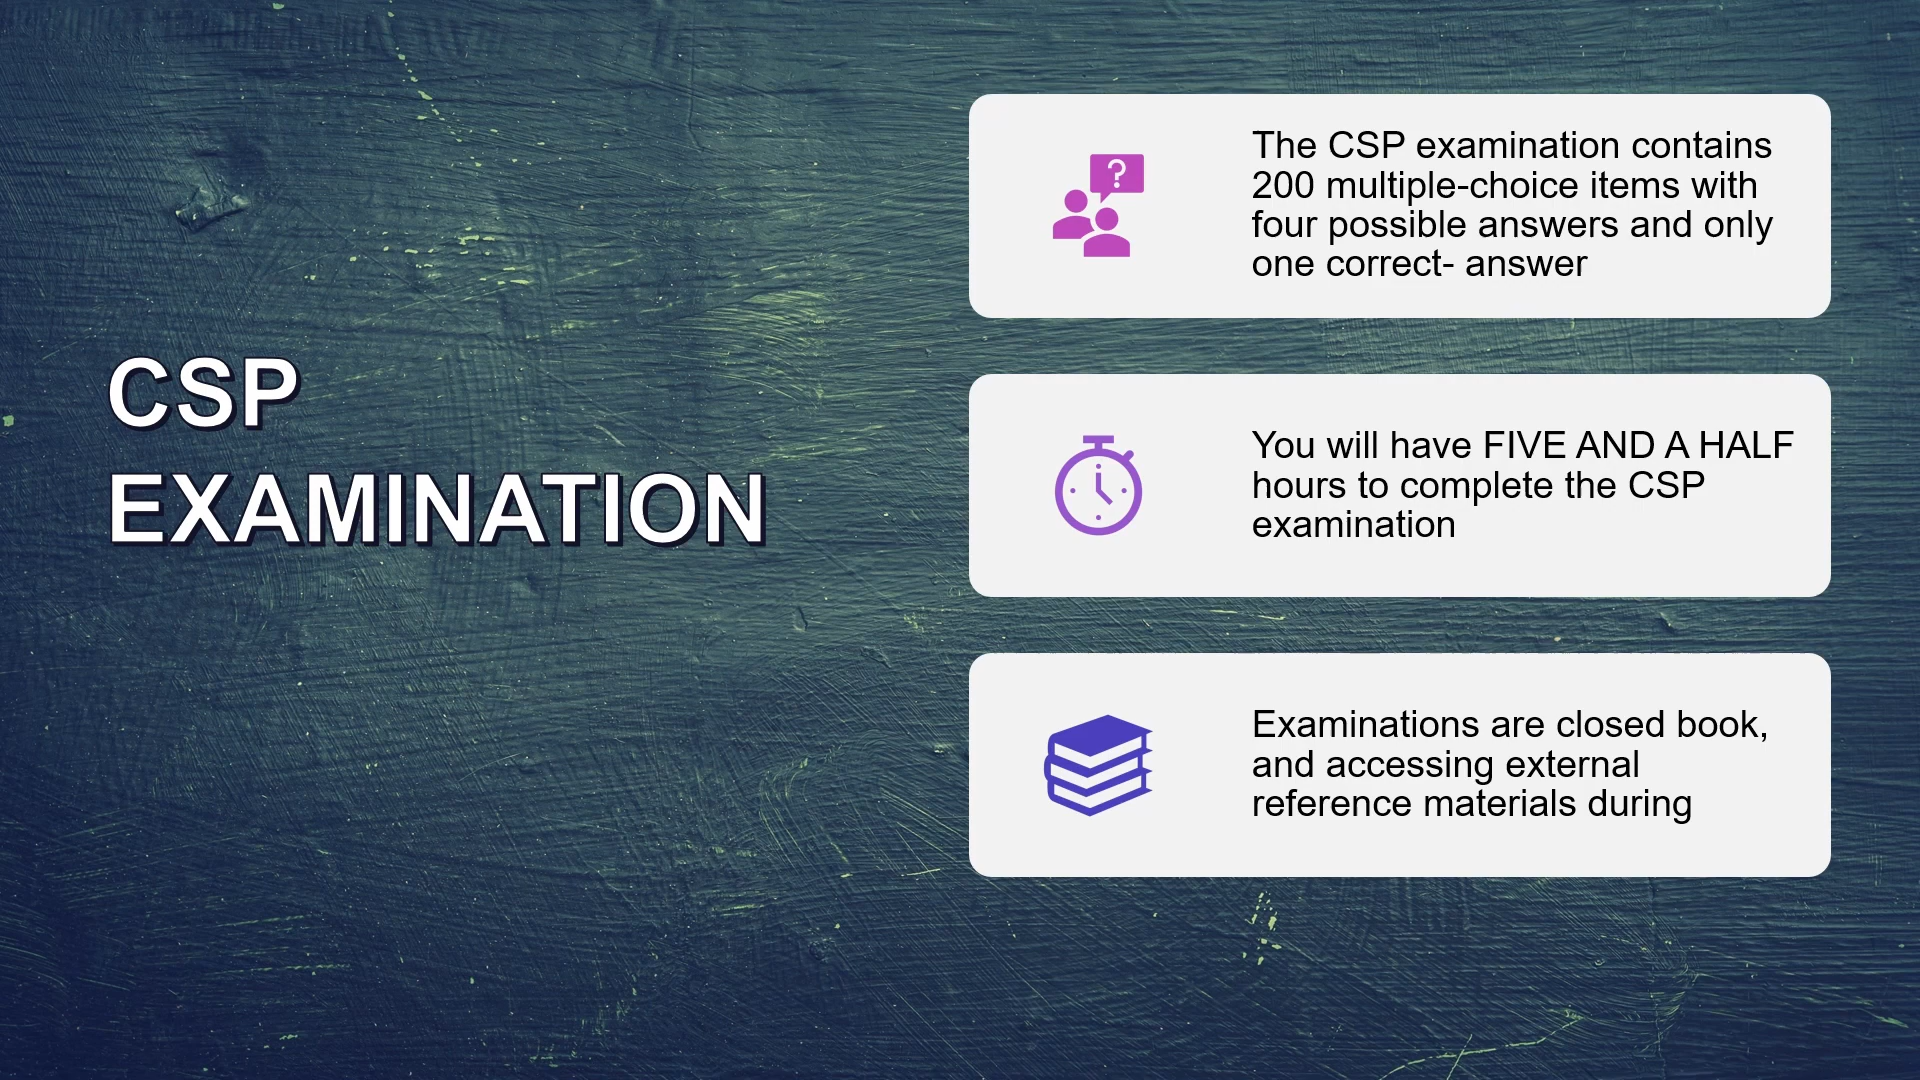 CSP
EXAMINATION
?
The CSP examination contains
200 multiple-choice items with
four possible answers and only
one correct- answer
You will have FIVE AND A HALF
hours to complete the CSP
examination
Examinations are closed book,
and accessing external
reference materials during